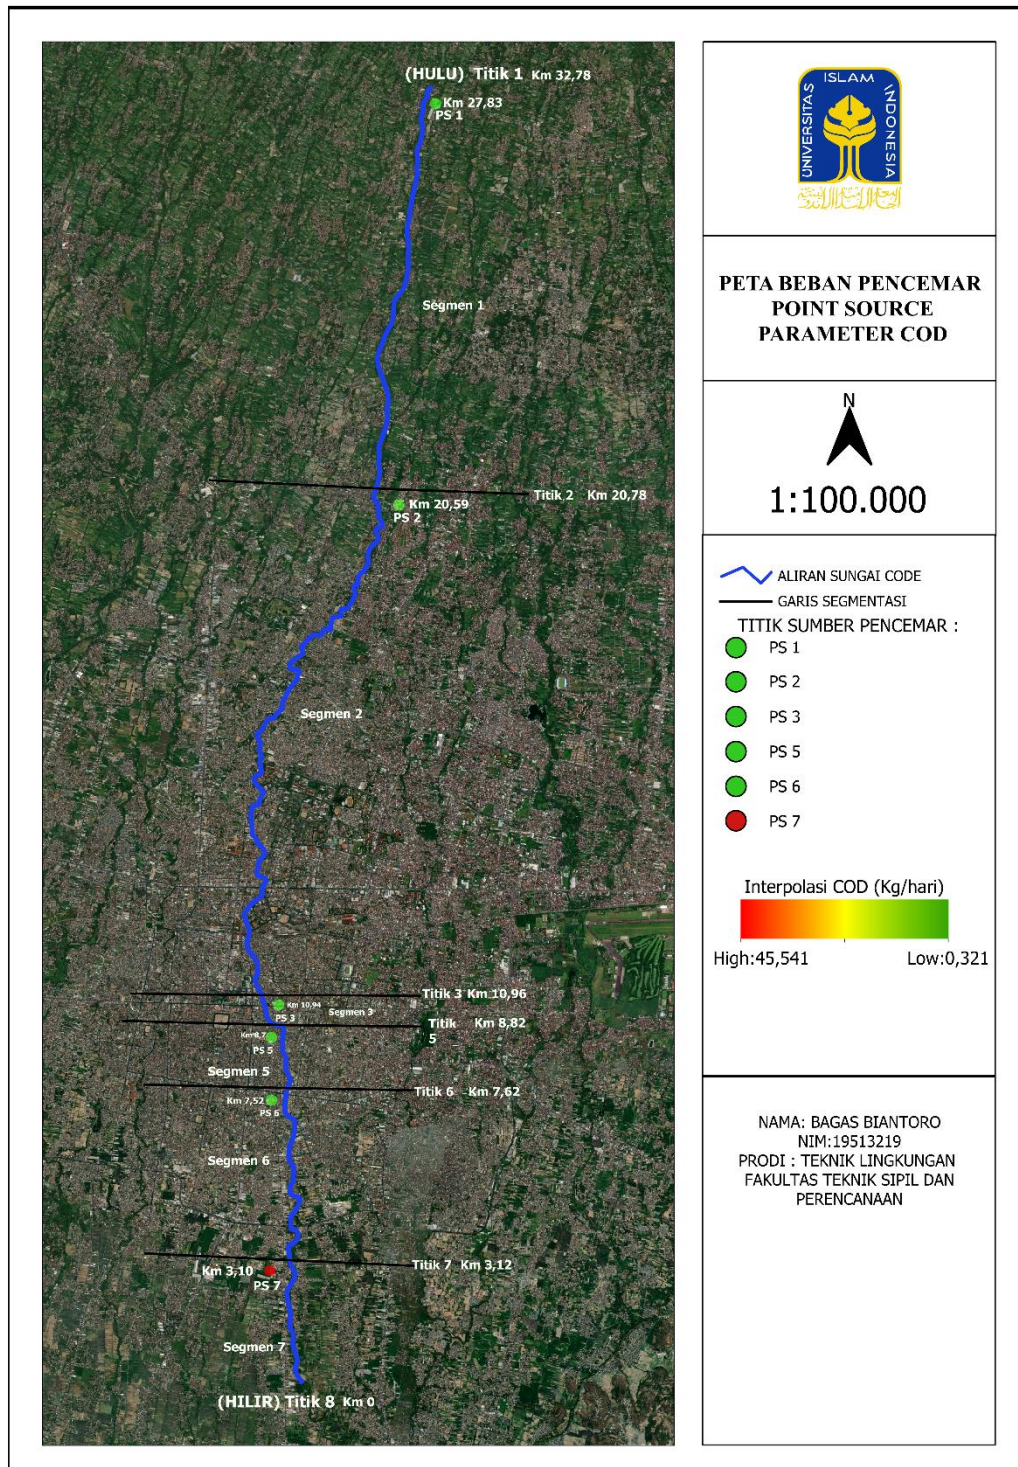 (HULU) Titik 1 Km 32,78
Km 27,83
PS 1
Segmen 1
Titik 2 Km 20,78
Km 20,59
PS 2
Segmen 2
Titik 3 Km 10,96
Km 10,94
Segmen 3
PS 3
Titik Km 8,82
5
PS 5
Segmen 5
Titik 6 Km 7,62
Km 7,52
PS 6
Segmen 6
Titik 7 Km 3,12
Km 3,10
PS 7
Segmen 7
(HILIR) Titik 8 Km 0
UNIVERSITAS ISLAM INDONESIA
PETA BEBAN PENCEMAR
POINT SOURCE
PARAMETER COD
N
1:100.000
ALIRAN SUNGAI CODE
GARIS SEGMENTASI
TITIK SUMBER PENCEMAR :
PS 1
PS 2
PS 3
PS 5
PS 6
PS 7
Interpolasi COD (Kg/hari)
High:45,541 Low:0,321
NAMA: BAGAS BIANTORO
NIM:19513219
PRODI : TEKNIK LINGKUNGAN
FAKULTAS TEKNIK SIPIL DAN
PERENCANAAN